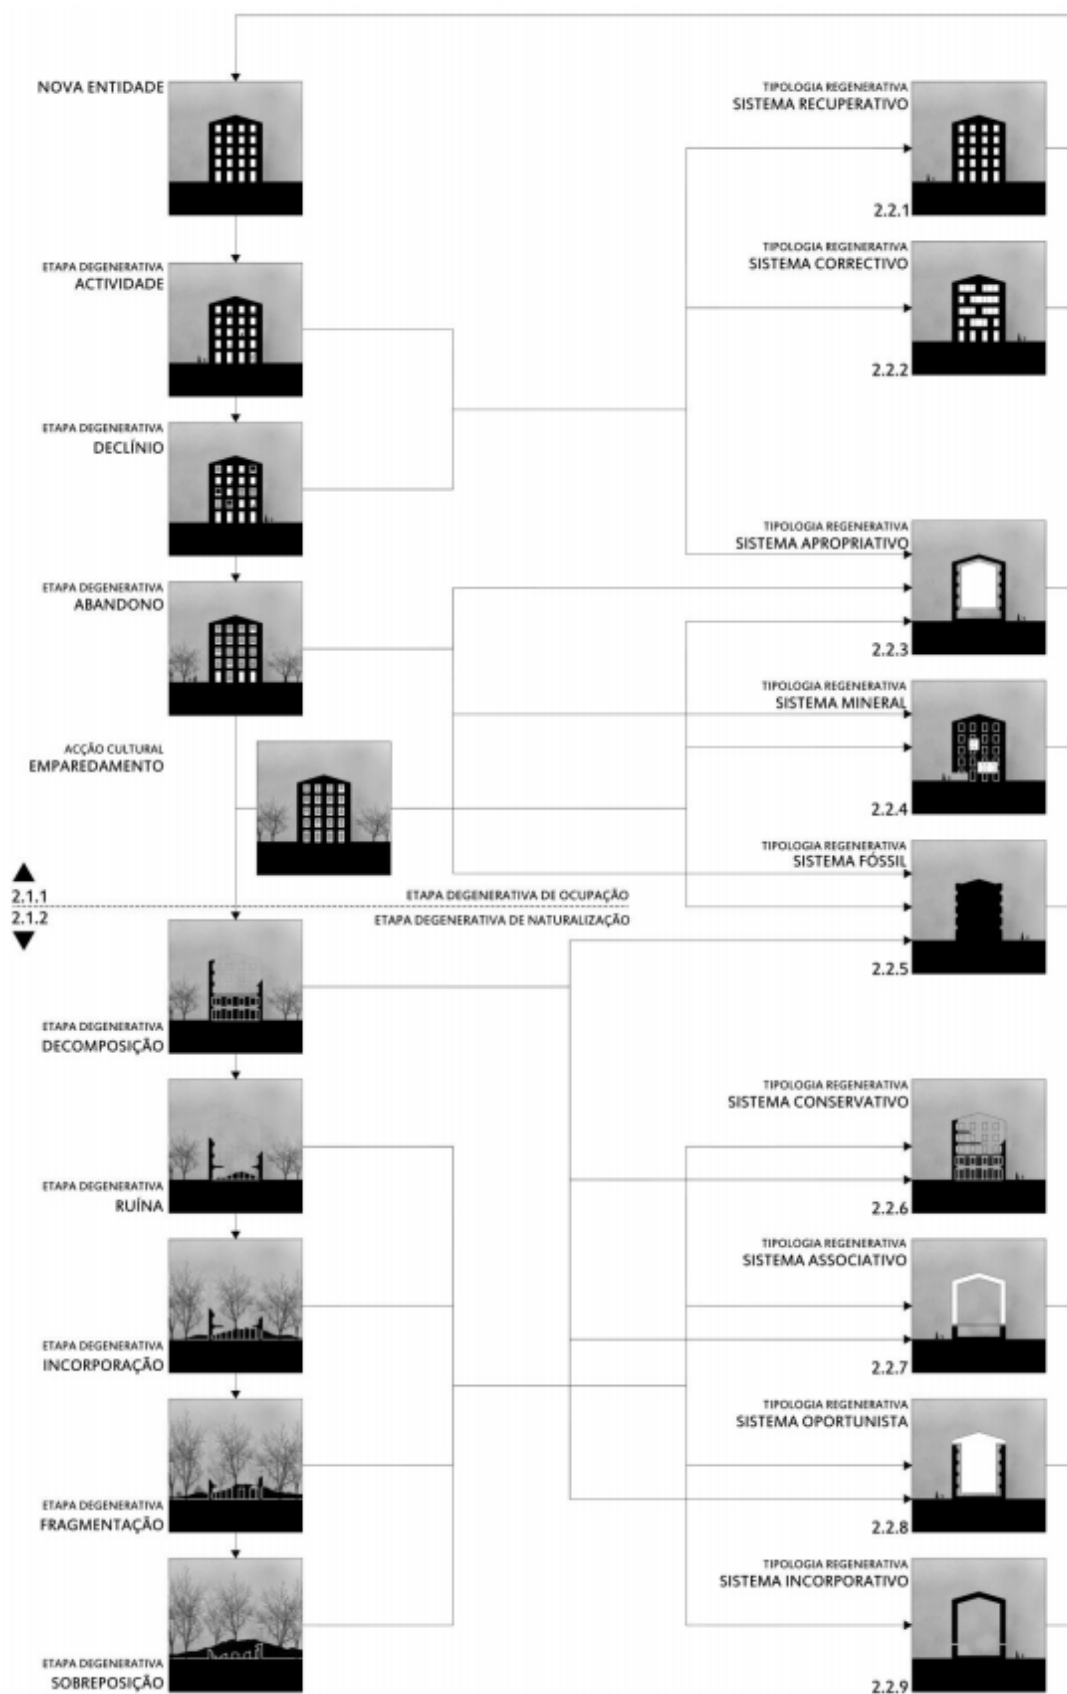 NOVA ENTIDADE
ETAPA DEGENERATIVA
ACTIVIDADE
ETAPA DEGENERATIVA
DECLÍNIO
ETAPA DEGENERATIVA
ABANDONO
ACÇÃO CULTURAL
EMPAREDAMENTO
2.1.1
ETAPA DEGENERATIVA DE OCUPAÇÃO
2.1.2
ETAPA DEGENERATIVA DE NATURALIZAÇÃO
ETAPA DEGENERATIVA
DECOMPOSIÇÃO
ETAPA DEGENERATIVA
RUÍNA
ETAPA DEGENERATIVA
INCORPORAÇÃO
ETAPA DEGENERATIVA
FRAGMENTAÇÃO
ETAPA DEGENERATIVA
SOBREPOSIÇÃO
TIPOLOGIA REGENERATIVA
SISTEMA RECUPERATIVO
2.2.1
TIPOLOGIA REGENERATIVA
SISTEMA CORRECTIVO
2.2.2
TIPOLOGIA REGENERATIVA
SISTEMA APROPRIATIVO
2.2.3
TIPOLOGIA REGENERATIVA
SISTEMA MINERAL
2.2.4
TIPOLOGIA REGENERATIVA
SISTEMA FÓSSIL
2.2.5
TIPOLOGIA REGENERATIVA
SISTEMA CONSERVATIVO
2.2.6
TIPOLOGIA REGENERATIVA
SISTEMA ASSOCIATIVO
2.2.7
TIPOLOGIA REGENERATIVA
SISTEMA OPORTUNISTA
2.2.8
TIPOLOGIA REGENERATIVA
SISTEMA INCORPORATIVO
2.2.9